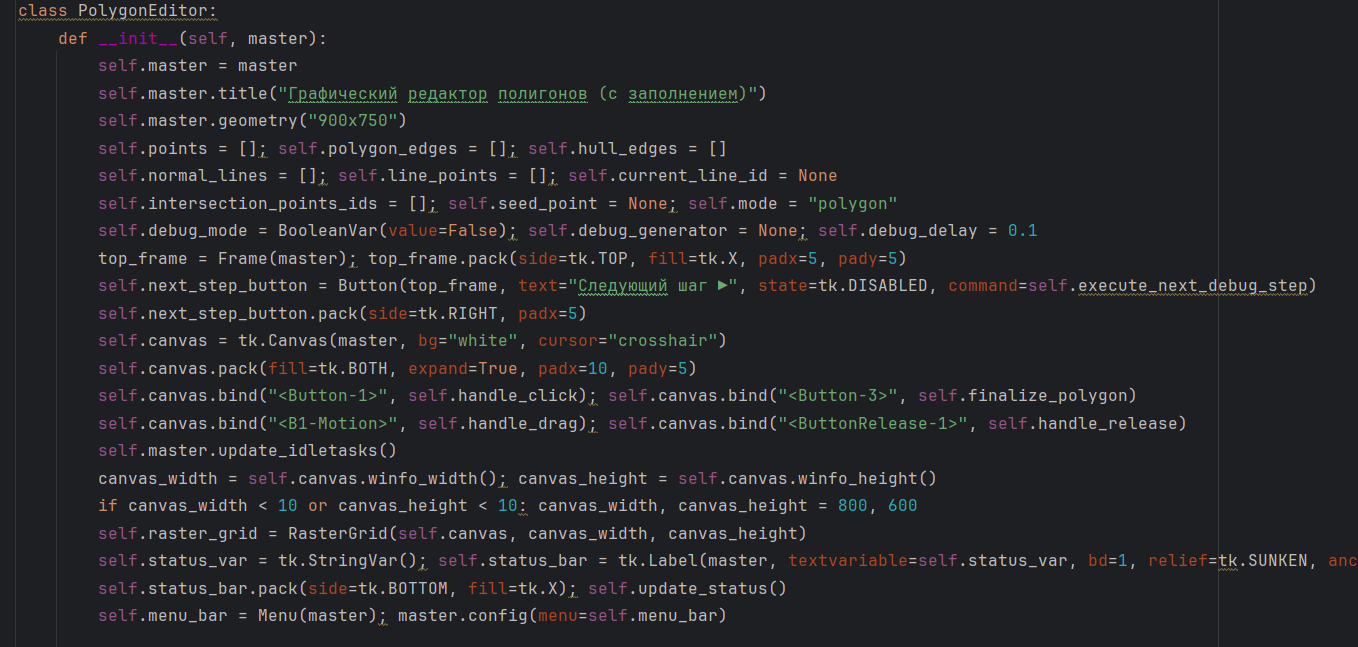 class PolygonEditor:
    def __init__(self, master):
        self.master = master
        self.master.title("Графический редактор полигонов (с заполнением)")
        self.master.geometry("900x750")
        self.points = []; self.polygon_edges = []; self.hull_edges = []
        self.normal_lines = []; self.line_points = []; self.current_line_id = None
        self.intersection_points_ids = []; self.seed_point = None; self.mode = "polygon"
        self.debug_mode = BooleanVar(value=False); self.debug_generator = None; self.debug_delay = 0.1
        top_frame = Frame(master); top_frame.pack(side=tk.TOP, fill=tk.X, padx=5, pady=5)
        self.next_step_button = Button(top_frame, text="Следующий шаг ▶", state=tk.DISABLED, command=self.execute_next_debug_step)
        self.next_step_button.pack(side=tk.RIGHT, padx=5)
        self.canvas = tk.Canvas(master, bg="white", cursor="crosshair")
        self.canvas.pack(fill=tk.BOTH, expand=True, padx=10, pady=5)
        self.canvas.bind("<Button-1>", self.handle_click); self.canvas.bind("<Button-3>", self.finalize_polygon)
        self.canvas.bind("<B1-Motion>", self.handle_drag); self.canvas.bind("<ButtonRelease-1>", self.handle_release)
        self.master.update_idletasks()
        canvas_width = self.canvas.winfo_width(); canvas_height = self.canvas.winfo_height()
        if canvas_width < 10 or canvas_height < 10: canvas_width, canvas_height = 800, 600
        self.raster_grid = RasterGrid(self.canvas, canvas_width, canvas_height)
        self.status_var = tk.StringVar(); self.status_bar = tk.Label(master, textvariable=self.status_var, bd=1, relief=tk.SUNKEN, anc
        self.status_bar.pack(side=tk.BOTTOM, fill=tk.X); self.update_status()
        self.menu_bar = Menu(master); master.config(menu=self.menu_bar)